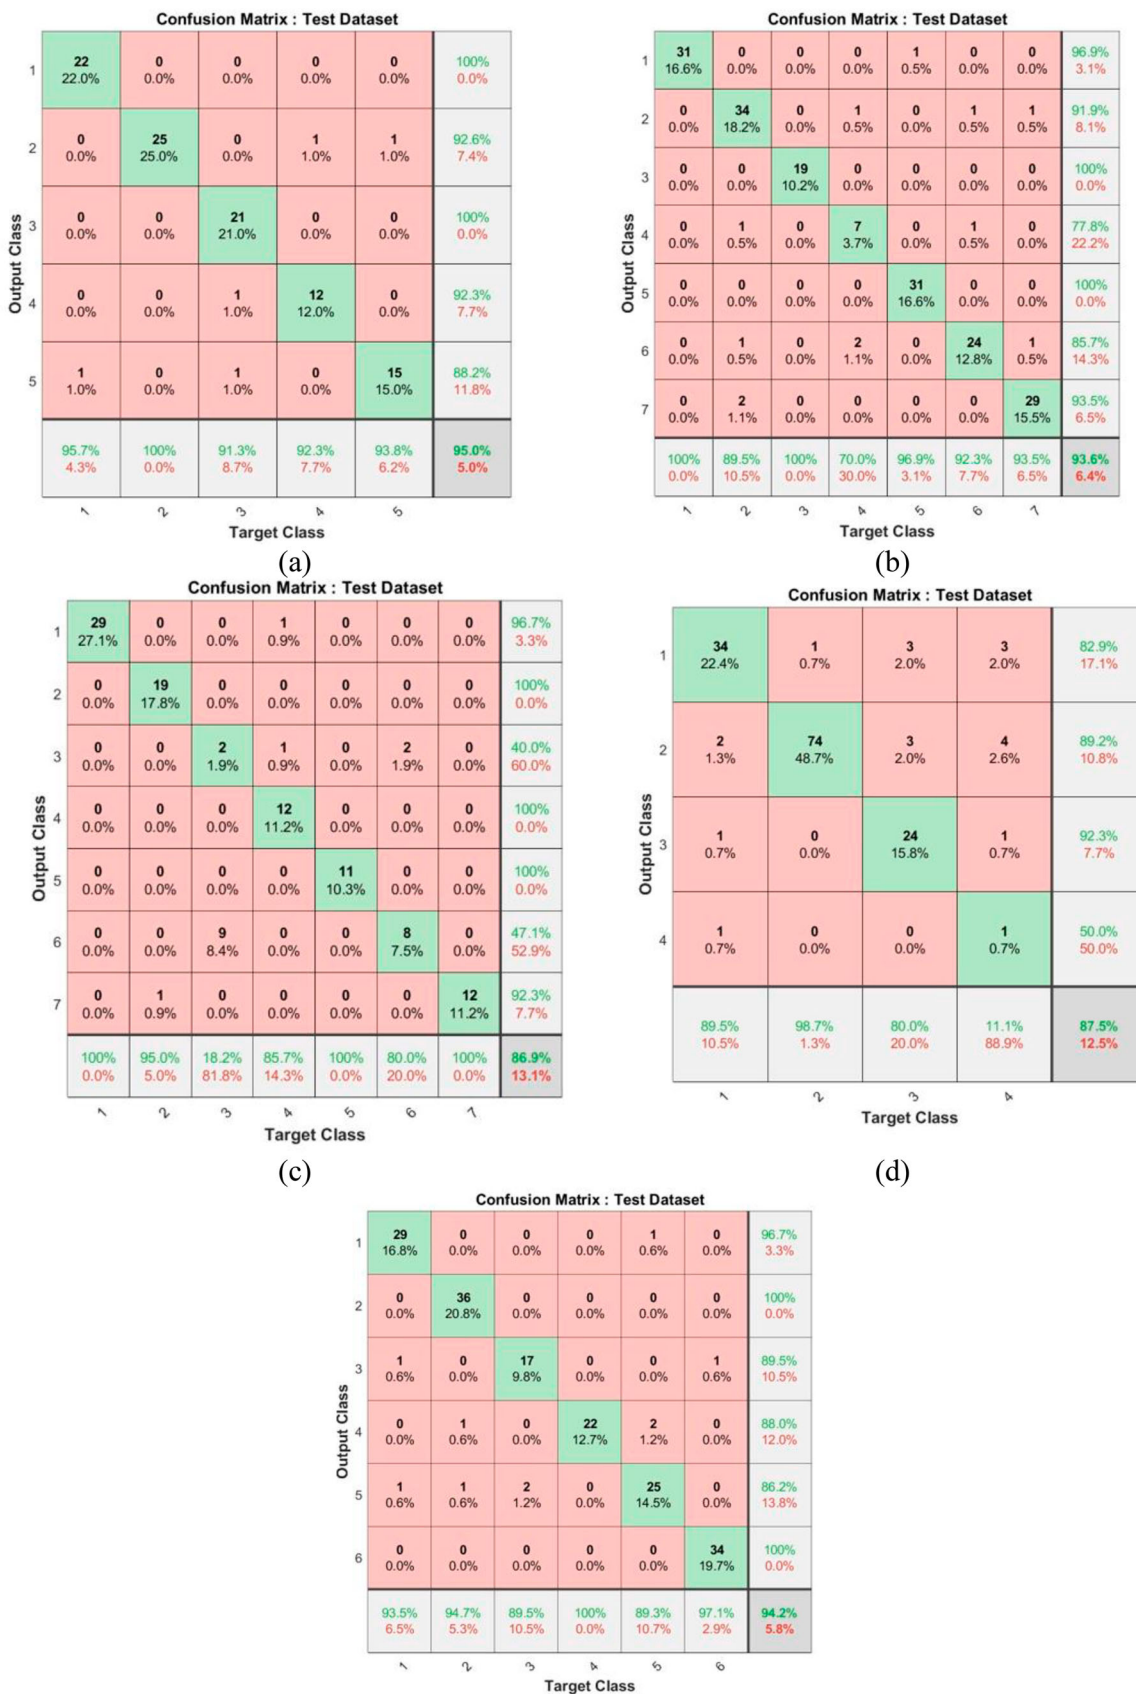 Confusion Matrix : Test Dataset
1 22 0 0 0 0 100%
22.0% 0.0% 0.0% 0.0% 0.0% 0.0%
2 0 25 0 1 1 92.6%
0.0% 25.0% 0.0% 1.0% 1.0% 7.4%
3 0 0 21 0 0 100%
0.0% 0.0% 21.0% 0.0% 0.0% 0.0%
4 0 0 1 12 0 92.3%
0.0% 0.0% 1.0% 12.0% 0.0% 7.7%
5 1 0 1 0 15 88.2%
1.0% 0.0% 1.0% 0.0% 15.0% 11.8%
95.7% 100% 91.3% 92.3% 93.8% 95.0%
4.3% 0.0% 8.7% 7.7% 6.2% 5.0%
1 2 3 4 5
Output Class
Target Class
(a)
Confusion Matrix : Test Dataset
1 31 0 0 0 1 0 0 96.9%
16.6% 0.0% 0.0% 0.0% 0.5% 0.0% 0.0% 3.1%
2 0 34 0 1 0 1 1 91.9%
0.0% 18.2% 0.0% 0.5% 0.0% 0.5% 0.5% 8.1%
3 0 0 19 0 0 0 0 100%
0.0% 0.0% 10.2% 0.0% 0.0% 0.0% 0.0% 0.0%
4 0 1 0 7 0 1 0 77.8%
0.0% 0.5% 0.0% 3.7% 0.0% 0.5% 0.0% 22.2%
5 0 0 0 0 31 0 0 100%
0.0% 0.0% 0.0% 0.0% 16.6% 0.0% 0.0% 0.0%
6 0 1 0 2 0 24 1 85.7%
0.0% 0.5% 0.0% 1.1% 0.0% 12.8% 0.5% 14.3%
7 0 2 0 0 0 0 29 93.5%
0.0% 1.1% 0.0% 0.0% 0.0% 0.0% 15.5% 6.5%
100% 89.5% 100% 70.0% 96.9% 92.3% 93.5% 93.6%
0.0% 10.5% 0.0% 30.0% 3.1% 7.7% 6.5% 6.4%
1 2 3 4 5 6 7
Output Class
Target Class
(b)
Confusion Matrix : Test Dataset
1 29 0 0 1 0 0 0 96.7%
27.1% 0.0% 0.0% 0.9% 0.0% 0.0% 0.0% 3.3%
2 0 19 0 0 0 0 0 100%
0.0% 17.8% 0.0% 0.0% 0.0% 0.0% 0.0% 0.0%
3 0 0 2 1 0 2 0 40.0%
0.0% 0.0% 1.9% 0.9% 0.0% 1.9% 0.0% 60.0%
4 0 0 0 12 0 0 0 100%
0.0% 0.0% 0.0% 11.2% 0.0% 0.0% 0.0% 0.0%
5 0 0 0 0 11 0 0 100%
0.0% 0.0% 0.0% 0.0% 10.3% 0.0% 0.0% 0.0%
6 0 0 9 0 0 8 0 47.1%
0.0% 0.0% 8.4% 0.0% 0.0% 7.5% 0.0% 52.9%
7 0 1 0 0 0 0 12 92.3%
0.0% 0.9% 0.0% 0.0% 0.0% 0.0% 11.2% 7.7%
100% 95.0% 18.2% 85.7% 100% 80.0% 100% 86.9%
0.0% 5.0% 81.8% 14.3% 0.0% 20.0% 0.0% 13.1%
1 2 3 4 5 6 7
Output Class
Target Class
(c)
Confusion Matrix : Test Dataset
1 34 1 3 3 82.9%
22.4% 0.7% 2.0% 2.0% 17.1%
2 2 74 3 4 89.2%
1.3% 48.7% 2.0% 2.6% 10.8%
3 1 0 24 1 92.3%
0.7% 0.0% 15.8% 0.7% 7.7%
4 1 0 0 1 50.0%
0.7% 0.0% 0.0% 0.7% 50.0%
89.5% 98.7% 80.0% 11.1% 87.5%
10.5% 1.3% 20.0% 88.9% 12.5%
1 2 3 4
Output Class
Target Class
(d)
Confusion Matrix : Test Dataset
1 29 0 0 0 1 0 96.7%
16.8% 0.0% 0.0% 0.0% 0.6% 0.0% 3.3%
2 0 36 0 0 0 0 100%
0.0% 20.8% 0.0% 0.0% 0.0% 0.0% 0.0%
3 1 0 17 0 0 1 89.5%
0.6% 0.0% 9.8% 0.0% 0.0% 0.6% 10.5%
4 0 1 0 22 2 0 88.0%
0.0% 0.6% 0.0% 12.7% 1.2% 0.0% 12.0%
5 1 1 2 0 25 0 86.2%
0.6% 0.6% 1.2% 0.0% 14.5% 0.0% 13.8%
6 0 0 0 0 0 34 100%
0.0% 0.0% 0.0% 0.0% 0.0% 19.7% 0.0%
93.5% 94.7% 89.5% 100% 89.3% 97.1% 94.2%
6.5% 5.3% 10.5% 0.0% 10.7% 2.9% 5.8%
1 2 3 4 5 6
Output Class
Target Class